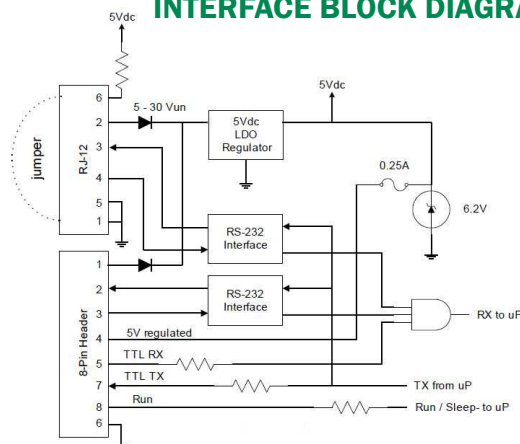 INTERFACE BLOCK DIAGRA
5Vdc
6
5 - 30 Vun
2
3
4
5
1
jumper
RJ-12
5Vdc
LDO
Regulator
5Vdc
0.25A
6.2V
RS-232
Interface
RS-232
Interface
8-Pin Header
1
2
3
4
5
7
8
6
5V regulated
TTL RX
TTL TX
Run
RX to uP
TX from uP
Run / Sleep- to uP